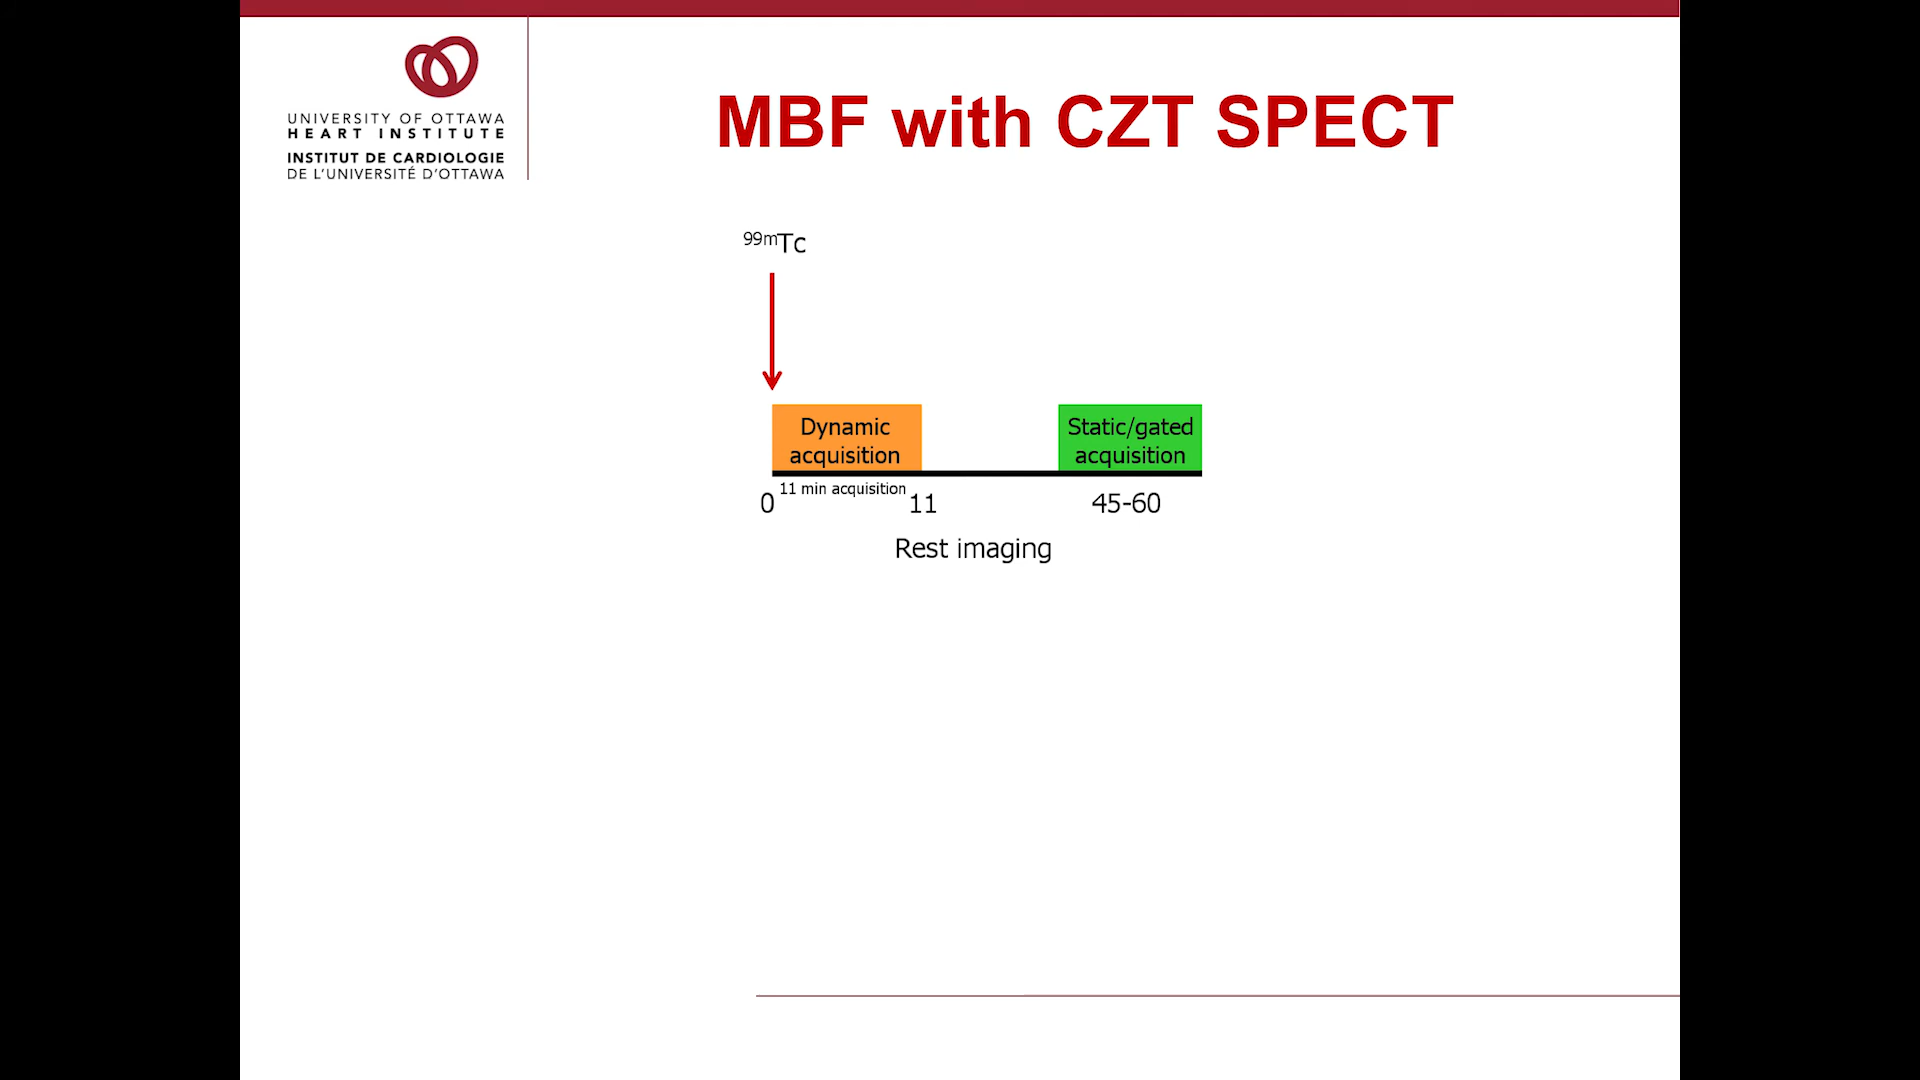 UNIVERSITY OF OTTAWA
HEART INSTITUTE
INSTITUT DE CARDIOLOGIE
DE L'UNIVERSITÉ D'OTTAWA
MBF with CZT SPECT
99mTc
Dynamic
acquisition
Static/gated
acquisition
11 min acquisition
0
11
45-60
Rest imaging